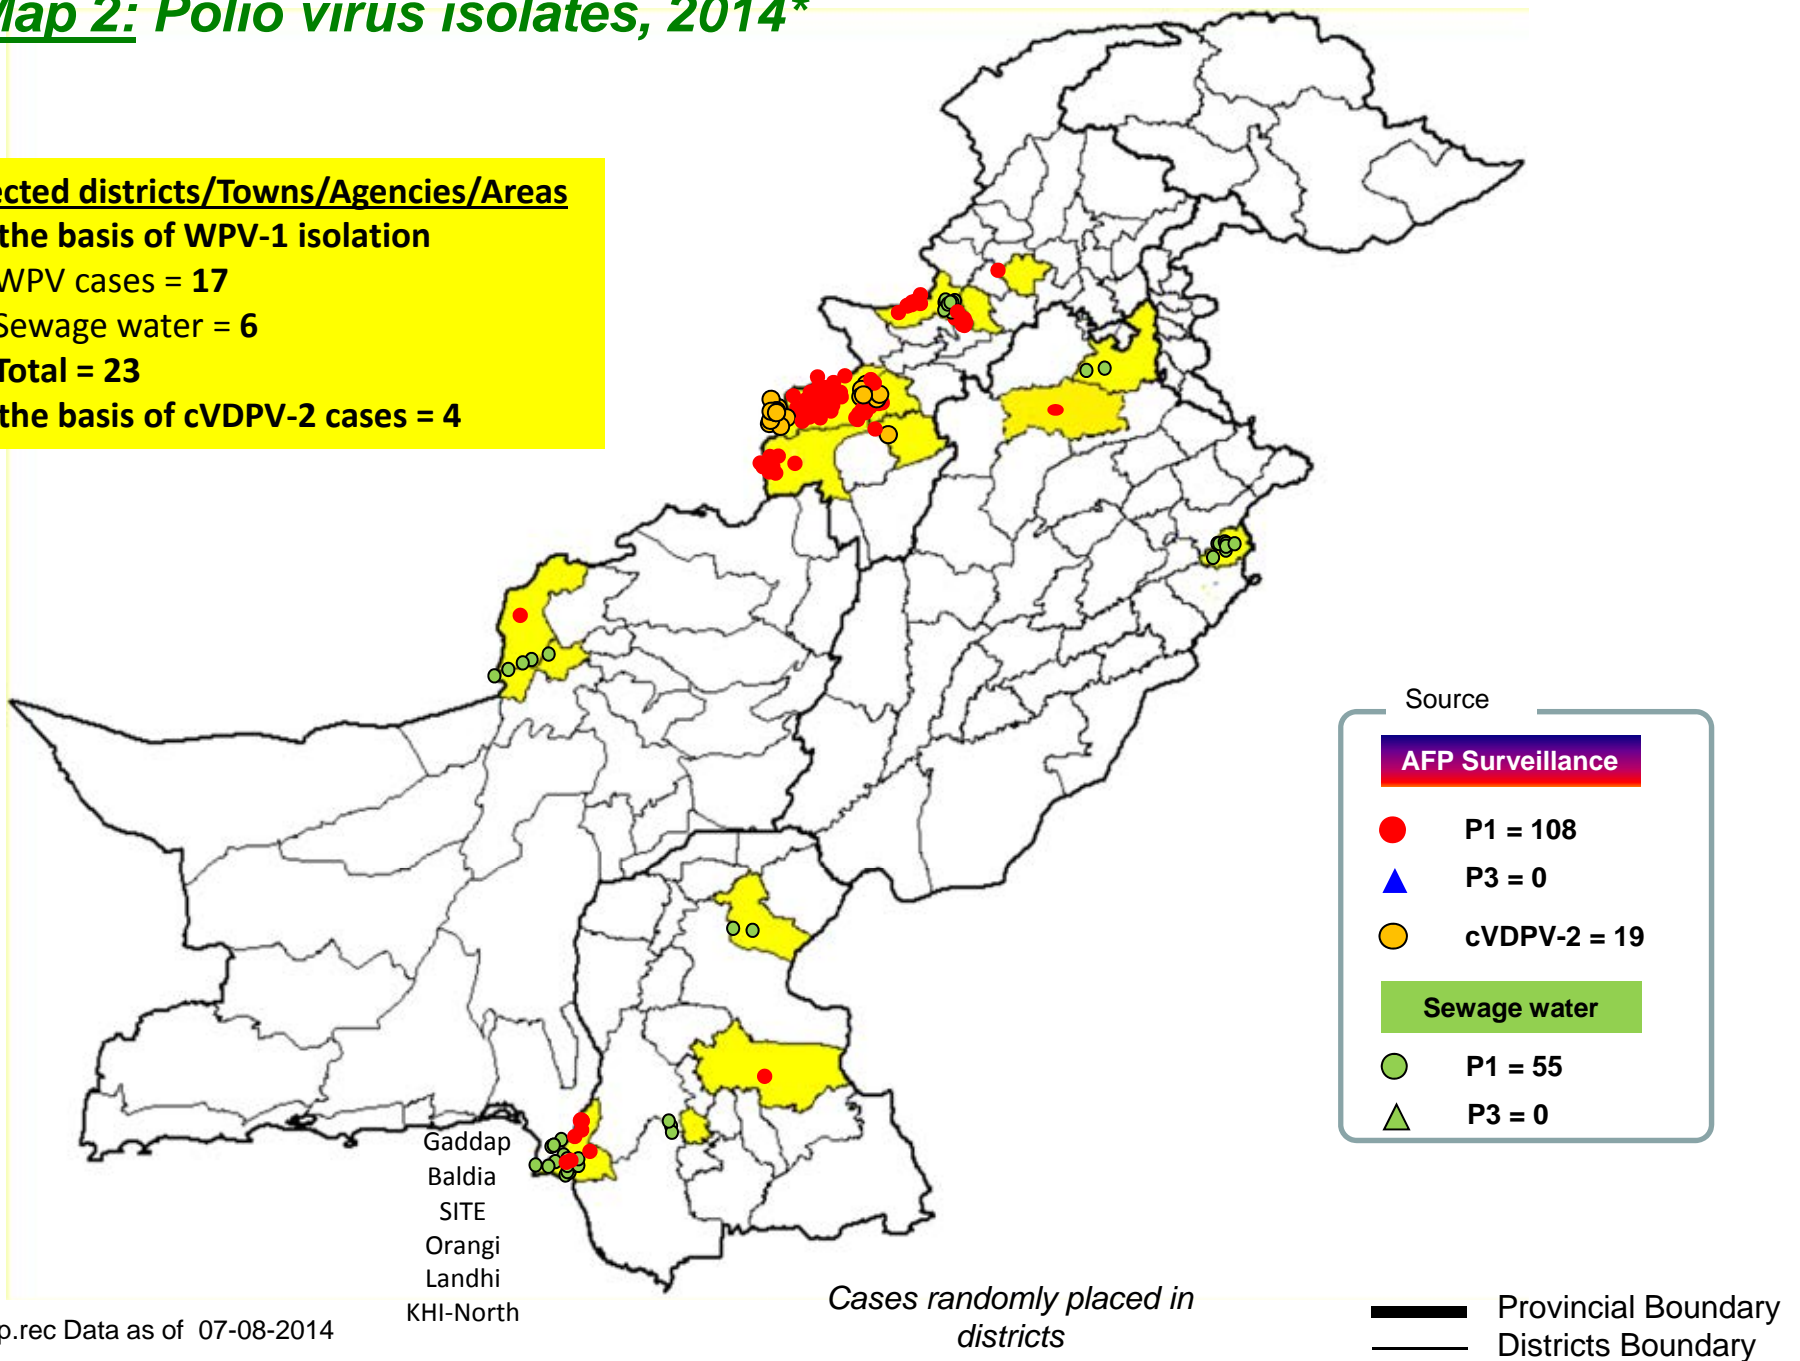 Map 2: Polio virus isolates, 2014*
ected districts/Towns/Agencies/Areas
the basis of WPV-1 isolation
WPV cases = 17
Sewage water = 6
Total = 23
the basis of cVDPV-2 cases = 4
Source
AFP Surveillance
P1 = 108
P3 = 0
cVDPV-2 = 19
Sewage water
P1 = 55
P3 = 0
Gaddap
Baldia
SITE
Orangi
Landhi
KHI-North
Cases randomly placed in
districts
Provincial Boundary
Districts Boundary
p.rec Data as of 07-08-2014